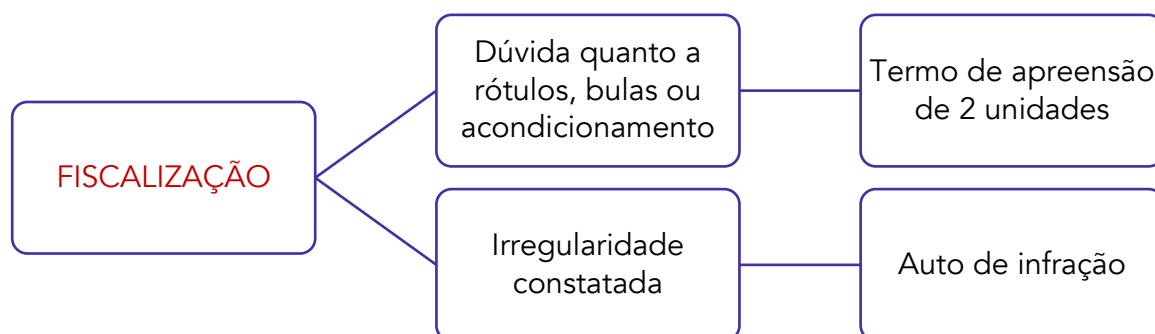 FISCALIZAÇÃO
Dúvida quanto a
rótulos, bulas ou
acondicionamento
Termo de apreensão
de 2 unidades
Irregularidade
constatada
Auto de infração